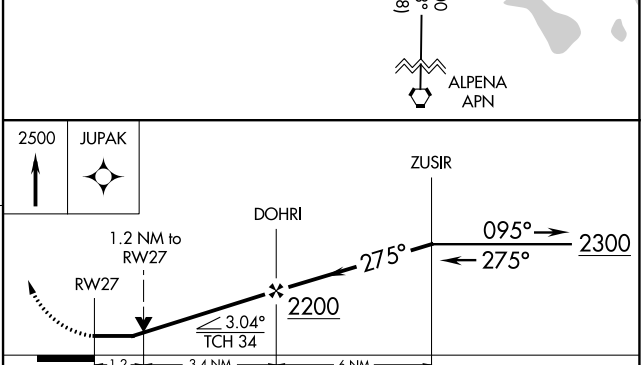 ALPENA
APN
2500
JUPAK
ZUSIR
DOHRI
095°
2300
275°
275°
1.2 NM to
RW27
RW27
2200
3.04°
TCH 34
1.2
3.4 NM
6 NM